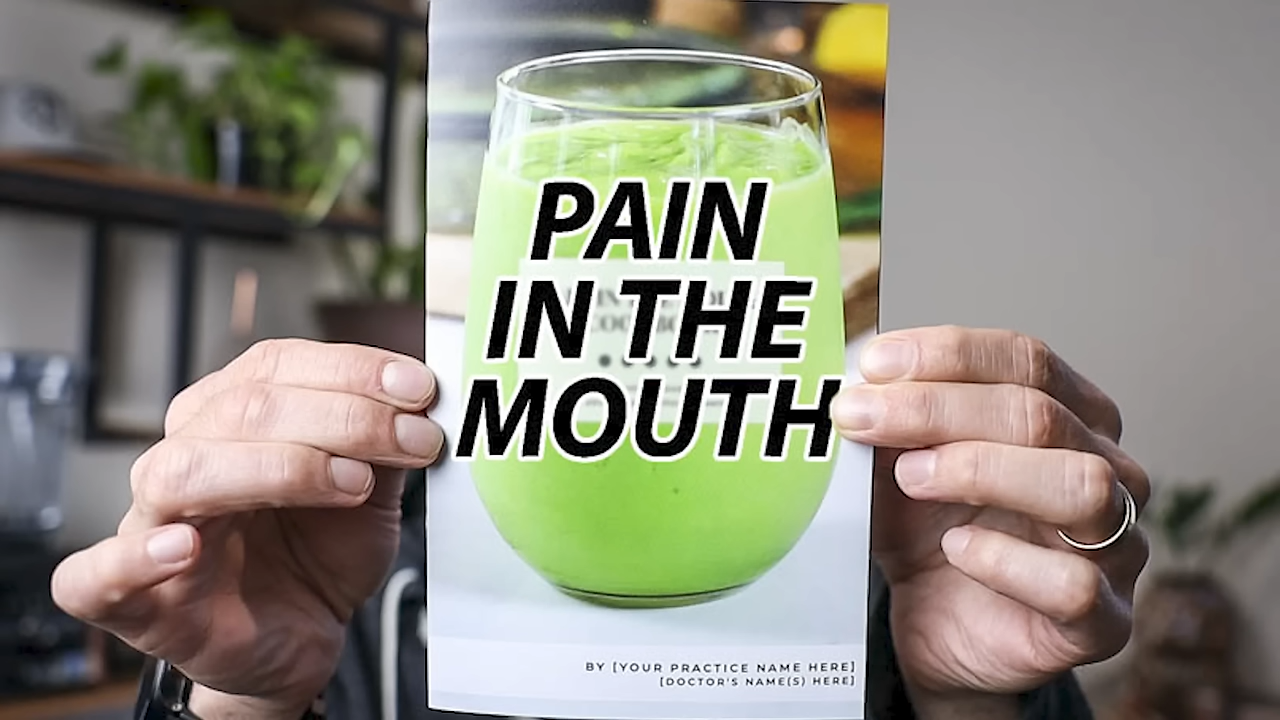 PAIN
IN THE
MOUTH
BY [YOUR PRACTICE NAME HERE]
[DOCTOR'S NAME(S) HERE]